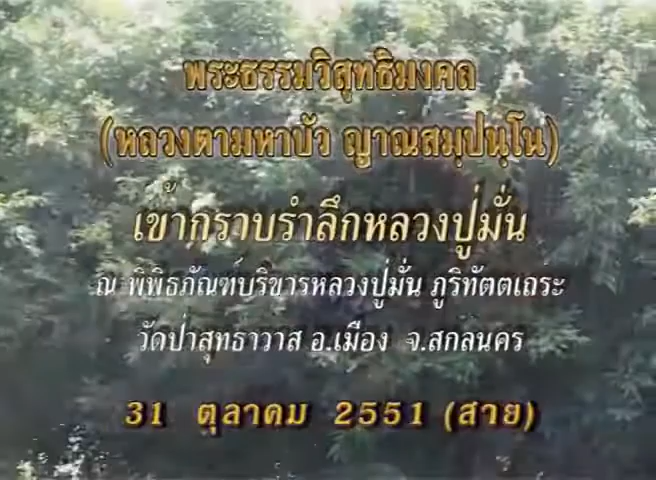 พระธรรมวิสุทธิมงคล
(หลวงตามหาบัว ญาณสมฺปนฺโน)
เข้ากราบรำลึกหลวงปู่มั่น
ณ พิพิธภัณฑ์บริขารหลวงปู่มั่น ภูริทัตตเถระ
วัดป่าสุทธาวาส อ.เมือง จ.สกลนคร
31 ตุลาคม 2551 (สาย)